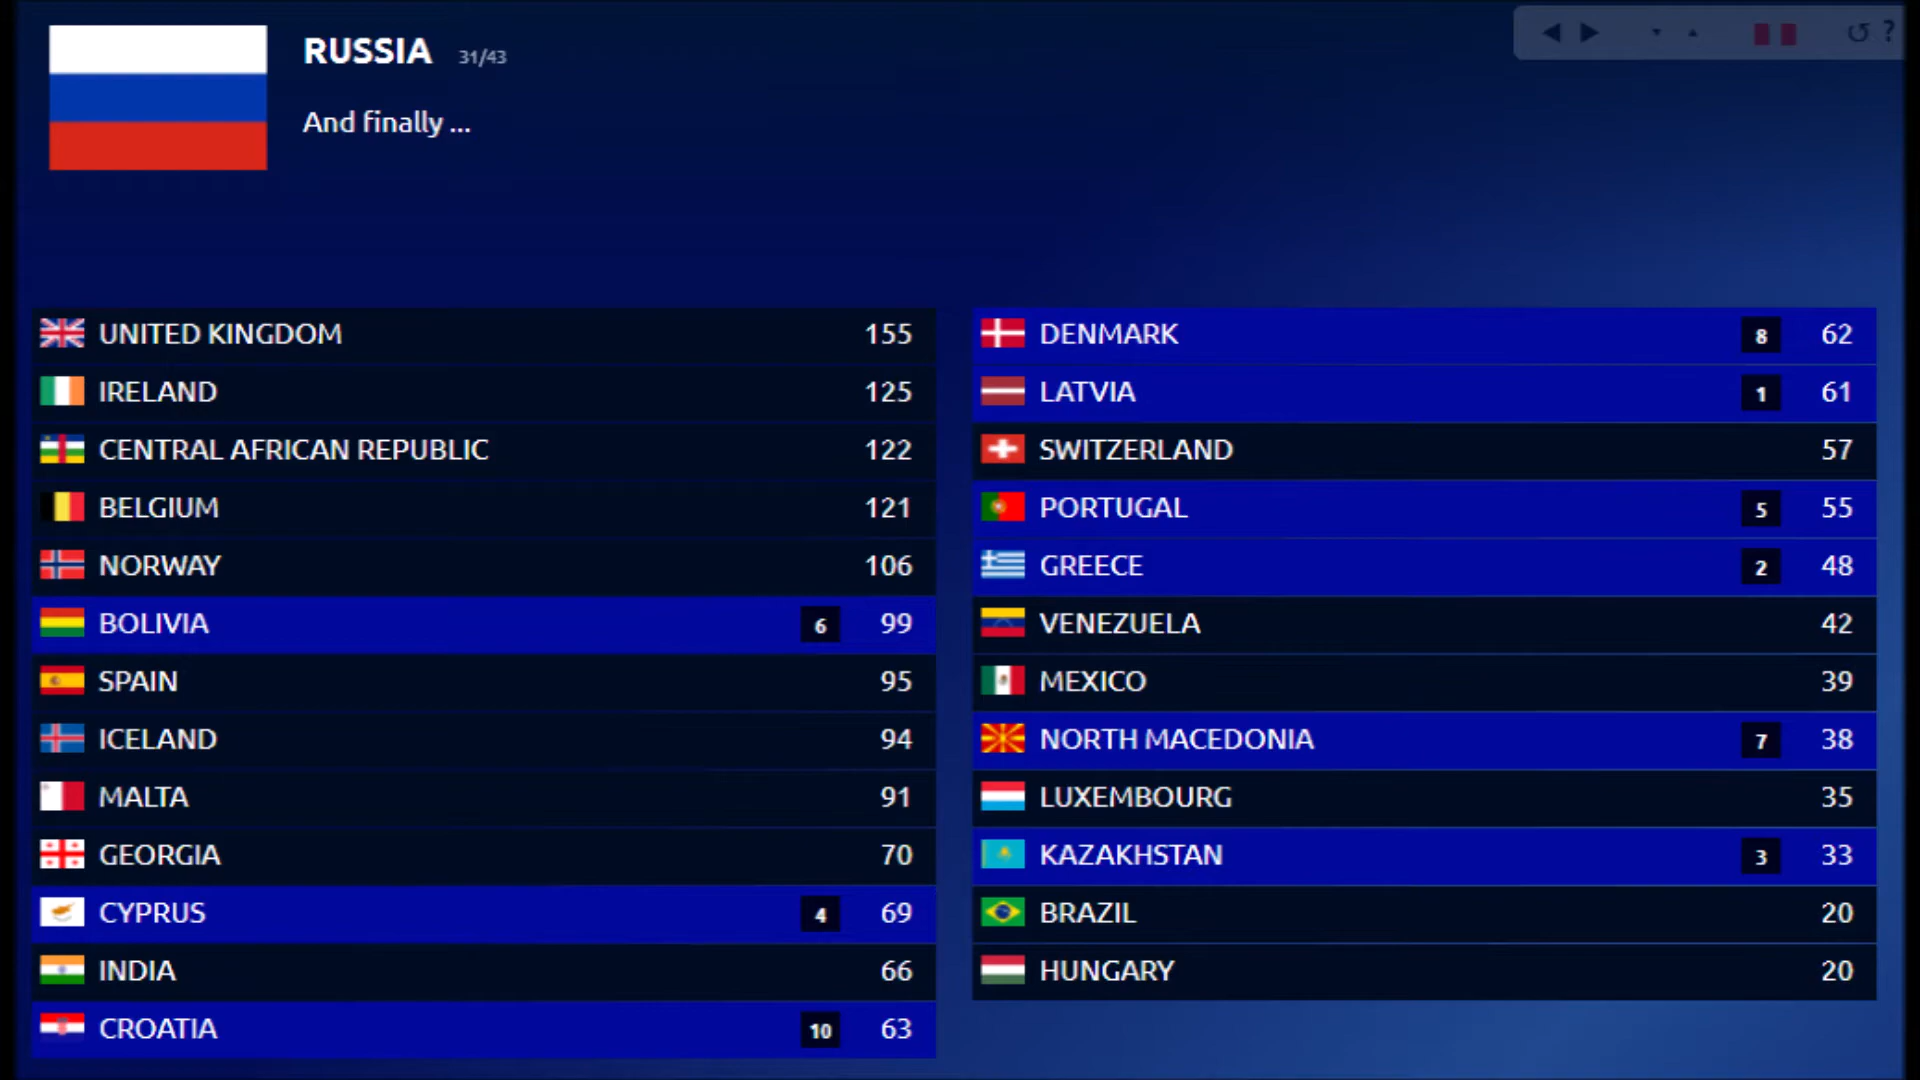 RUSSIA 31/43
?
And finally ...
UNITED KINGDOM 155
IRELAND 125
CENTRAL AFRICAN REPUBLIC 122
BELGIUM 121
NORWAY 106
BOLIVIA 6 99
SPAIN 95
ICELAND 94
MALTA 91
GEORGIA 70
CYPRUS 4 69
INDIA 66
CROATIA 10 63
DENMARK 8 62
LATVIA 1 61
SWITZERLAND 57
PORTUGAL 5 55
GREECE 2 48
VENEZUELA 42
MEXICO 39
NORTH MACEDONIA 7 38
LUXEMBOURG 35
KAZAKHSTAN 3 33
BRAZIL 20
HUNGARY 20